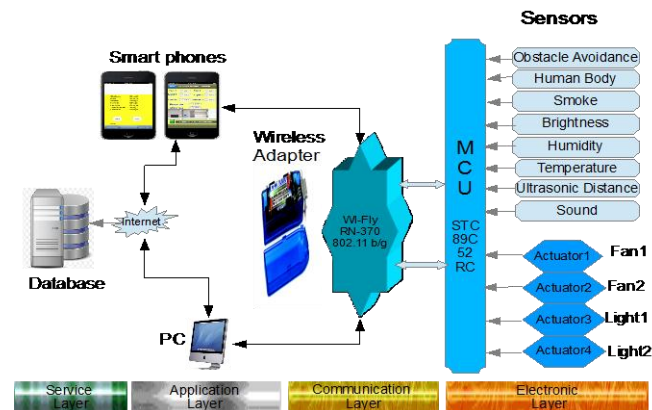 Sensors
Smart phones
Obstacle Avoidance
Human Body
Smoke
Brightness
Humidity
Temperature
Ultrasonic Distance
Sound
Wireless
Adapter
M
C
U
STC
89C
52
RC
WI-Fly
RN-370
802.11 b/g
Internet
Database
PC
Actuator1
Fan1
Actuator2
Fan2
Actuator3
Light1
Actuator4
Light2
Service
Layer
Application
Layer
Communication
Layer
Electronic
Layer